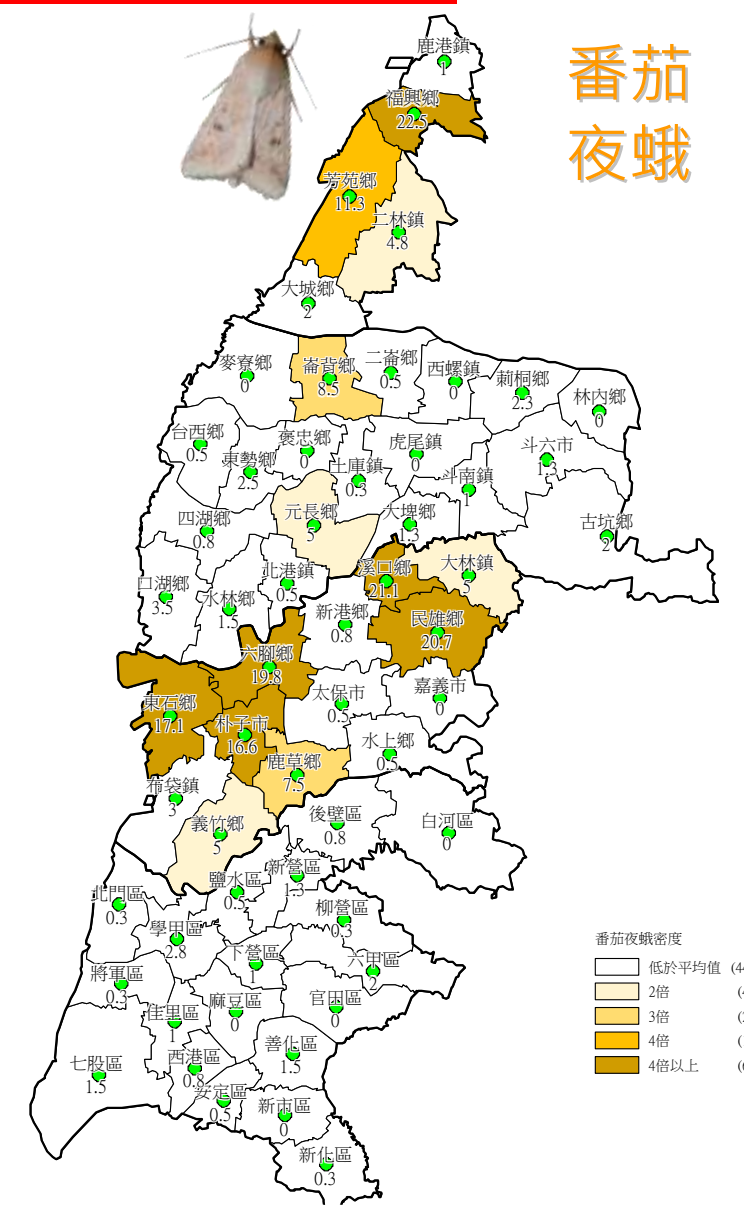 番茄
夜蛾
鹿港鎮
1
福興鄉
22.5
芳苑鄉
11.3
二林鎮
4.8
大城鄉
2
麥寮鄉
0
崙背鄉
8.5
二崙鄉
0.5
西螺鎮
0
莿桐鄉
2.3
林內鄉
0
台西鄉
0.5
東勢鄉
2.5
褒忠鄉
0
土庫鎮
0.3
虎尾鎮
0
斗南鎮
1
斗六市
1.3
四湖鄉
0.8
元長鄉
5
大埤鄉
1.3
古坑鄉
2
口湖鄉
3.5
水林鄉
1.5
北港鎮
0.5
新港鄉
0.8
溪口鄉
21.1
大林鎮
5
民雄鄉
20.7
六腳鄉
19.8
東石鄉
17.1
朴子市
16.6
太保市
0.5
嘉義市
0
水上鄉
0.5
鹿草鄉
7.5
布袋鎮
3
義竹鄉
5
後壁區
0.8
白河區
0
新營區
1.3
鹽水區
0.5
北門區
0.3
柳營區
0.3
學甲區
2.8
下營區
1
六甲區
2
將軍區
0.3
佳里區
1
麻豆區
0
官田區
0
七股區
1.5
西港區
0.8
善化區
1.5
安定區
0.5
新市區
0
新化區
0.3
番茄夜蛾密度
低於平均值 (44
2倍 (4
3倍
4倍
4倍以上 (6